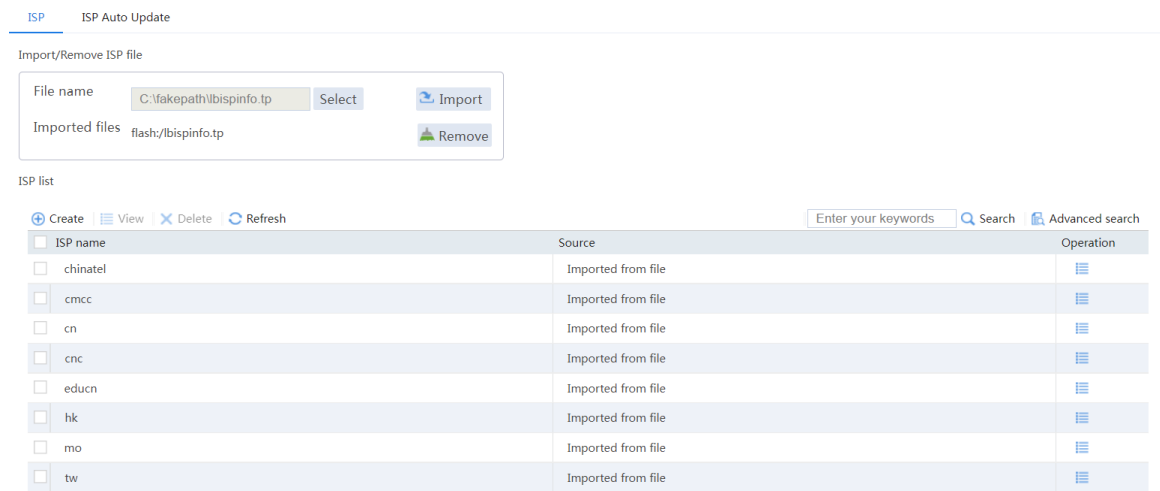 ISP ISP Auto Update
Import/Remove ISP file
File name C:\fakepath\lbispinfo.tp Select Import
Imported files flash:/lbispinfo.tp Remove
ISP list
Create View Delete Refresh Enter your keywords Search Advanced search
ISP name Source Operation
chinatel Imported from file
cmcc Imported from file
cn Imported from file
cnc Imported from file
educn Imported from file
hk Imported from file
mo Imported from file
tw Imported from file